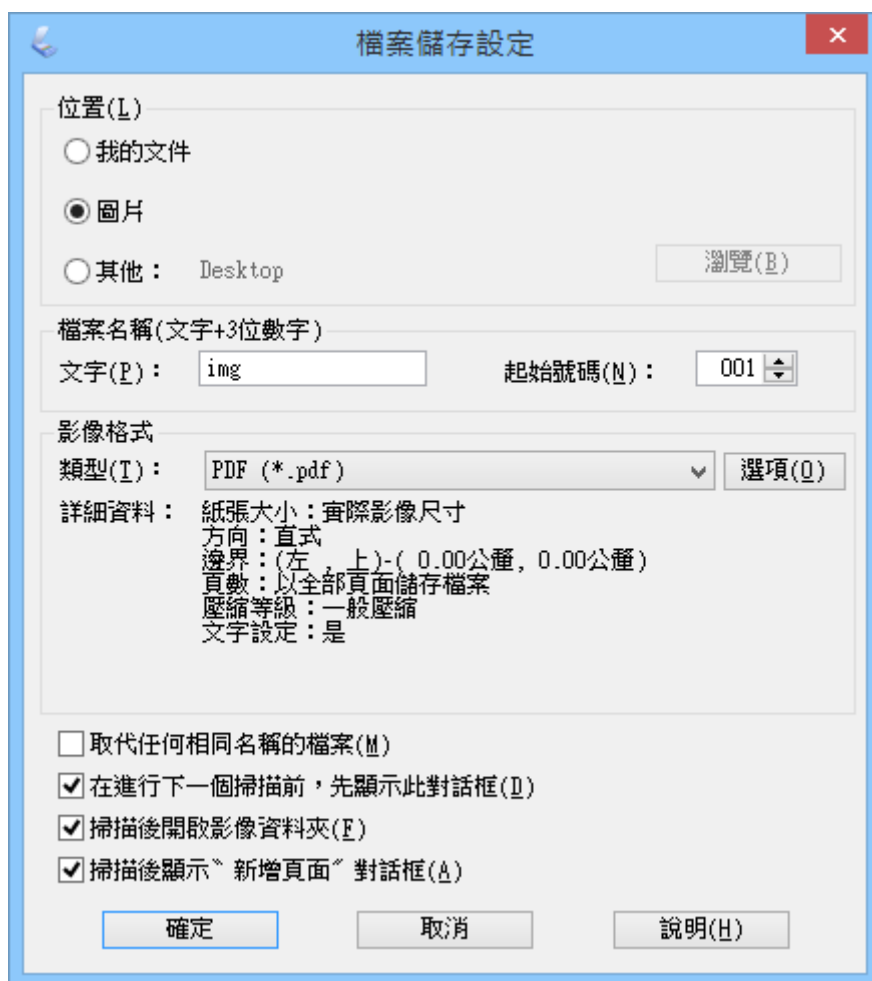 檔案儲存設定
位置(L)
我的文件
圖片
其他： Desktop 瀏覽(B)
檔案名稱(文字+3位數字)
文字(P)： img 起始號碼(N)： 001
影像格式
類型(T)： PDF (*.pdf) 選項(O)
詳細資料： 紙張大小：實際影像尺寸
方向：直式
邊界：(左 , 上)-( 0.00公釐, 0.00公釐)
頁數：以全部頁面儲存檔案
壓縮等級：一般壓縮
文字設定：是
取代任何相同名稱的檔案(M)
在進行下一個掃描前，先顯示此對話框(D)
掃描後開啟影像資料夾(F)
掃描後顯示〝新增頁面〞對話框(A)
確定 取消 說明(H)